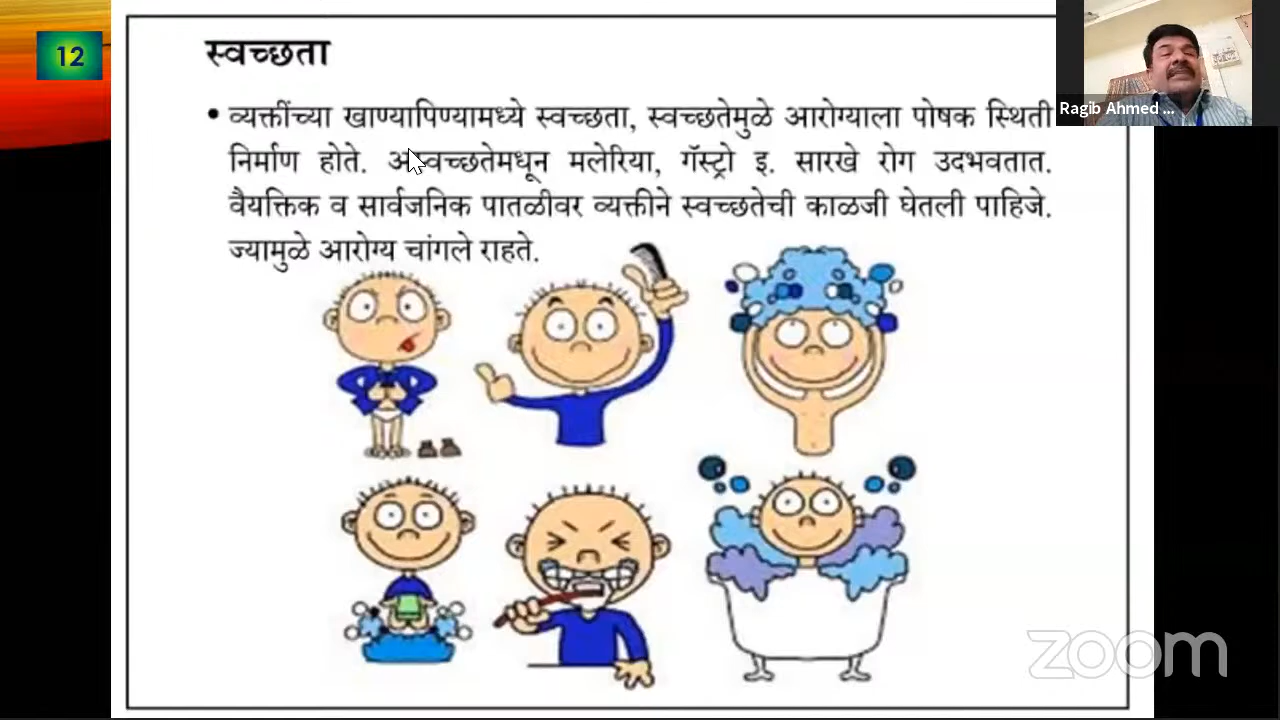 12
स्वच्छता
• व्यक्तींच्या खाण्यापिण्यामध्ये स्वच्छता, स्वच्छतेमुळे आरोग्याला पोषक स्थिती
निर्माण होते. अस्वच्छतेमधून मलेरिया, गॅस्ट्रो इ. सारखे रोग उदभवतात.
वैयक्तिक व सार्वजनिक पातळीवर व्यक्तीने स्वच्छतेची काळजी घेतली पाहिजे.
ज्यामुळे आरोग्य चांगले राहते.
Ragib Ahmed ...
zoom